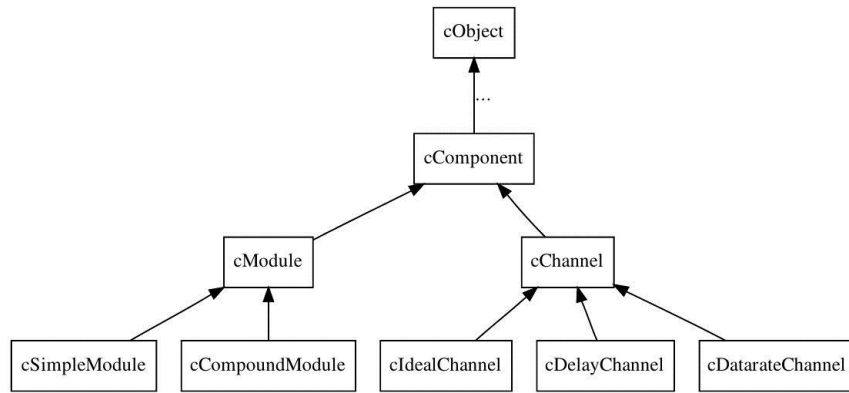 cObject
...
cComponent
cModule
cChannel
cSimpleModule
cCompoundModule
cIdealChannel
cDelayChannel
cDatarateChannel